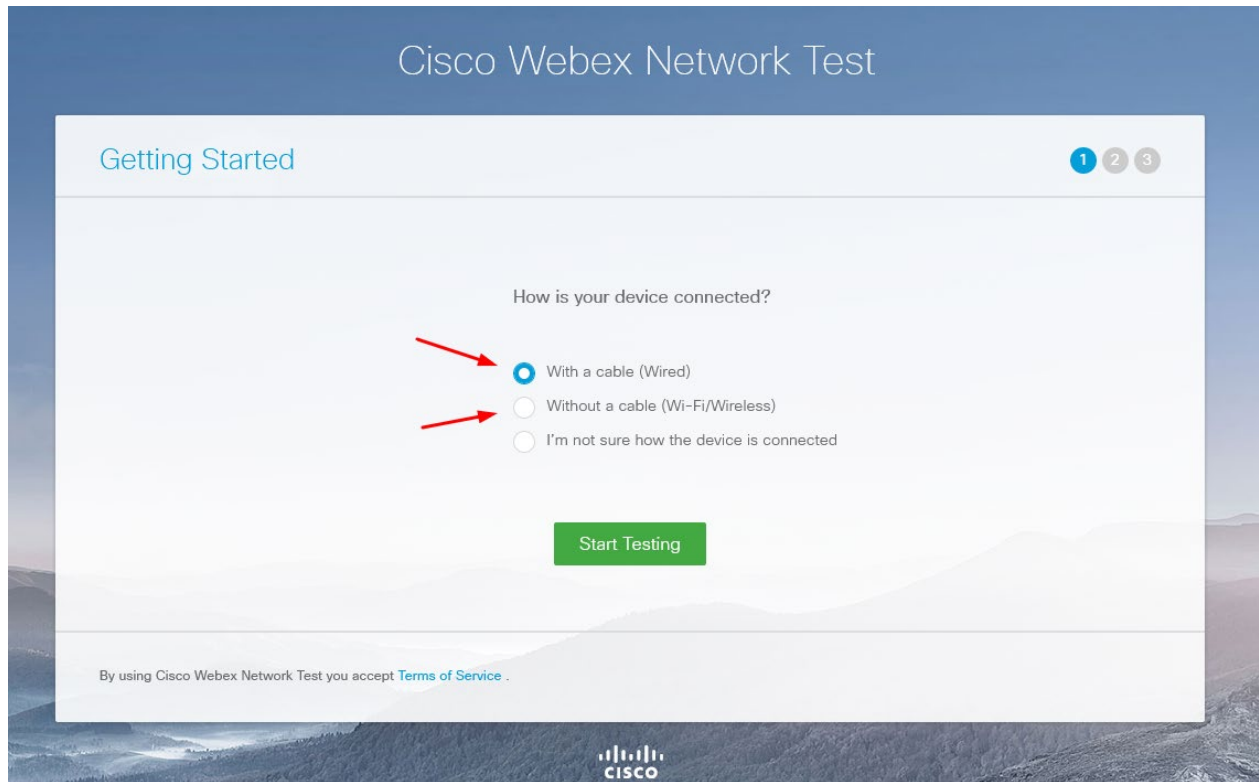 Cisco Webex Network Test
Getting Started
1 2 3
How is your device connected?
With a cable (Wired)
Without a cable (Wi-Fi/Wireless)
I'm not sure how the device is connected
Start Testing
By using Cisco Webex Network Test you accept Terms of Service .
CISCO